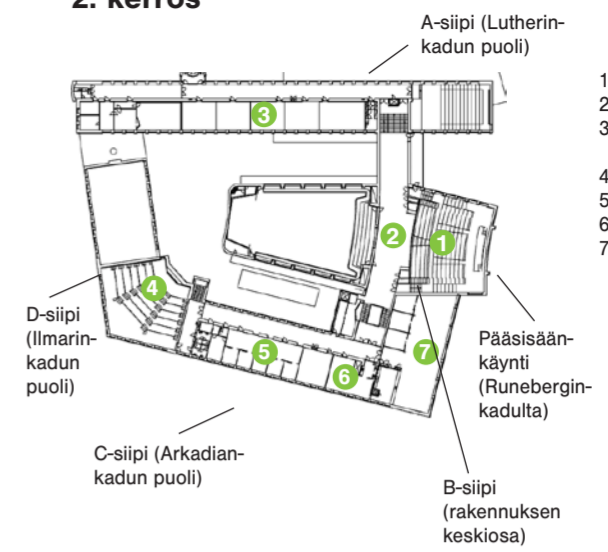 2. kerros
A-siipi (Lutherin-
kadun puoli)
1
2
3
4
5
6
7
3
2
1
4
5
6
7
D-siipi
(Ilmarin-
kadun
puoli)
Pääsisään-
käynti
(Runebergin-
kadulta)
C-siipi (Arkadian-
kadun puoli)
B-siipi
(rakennuksen
keskiosa)